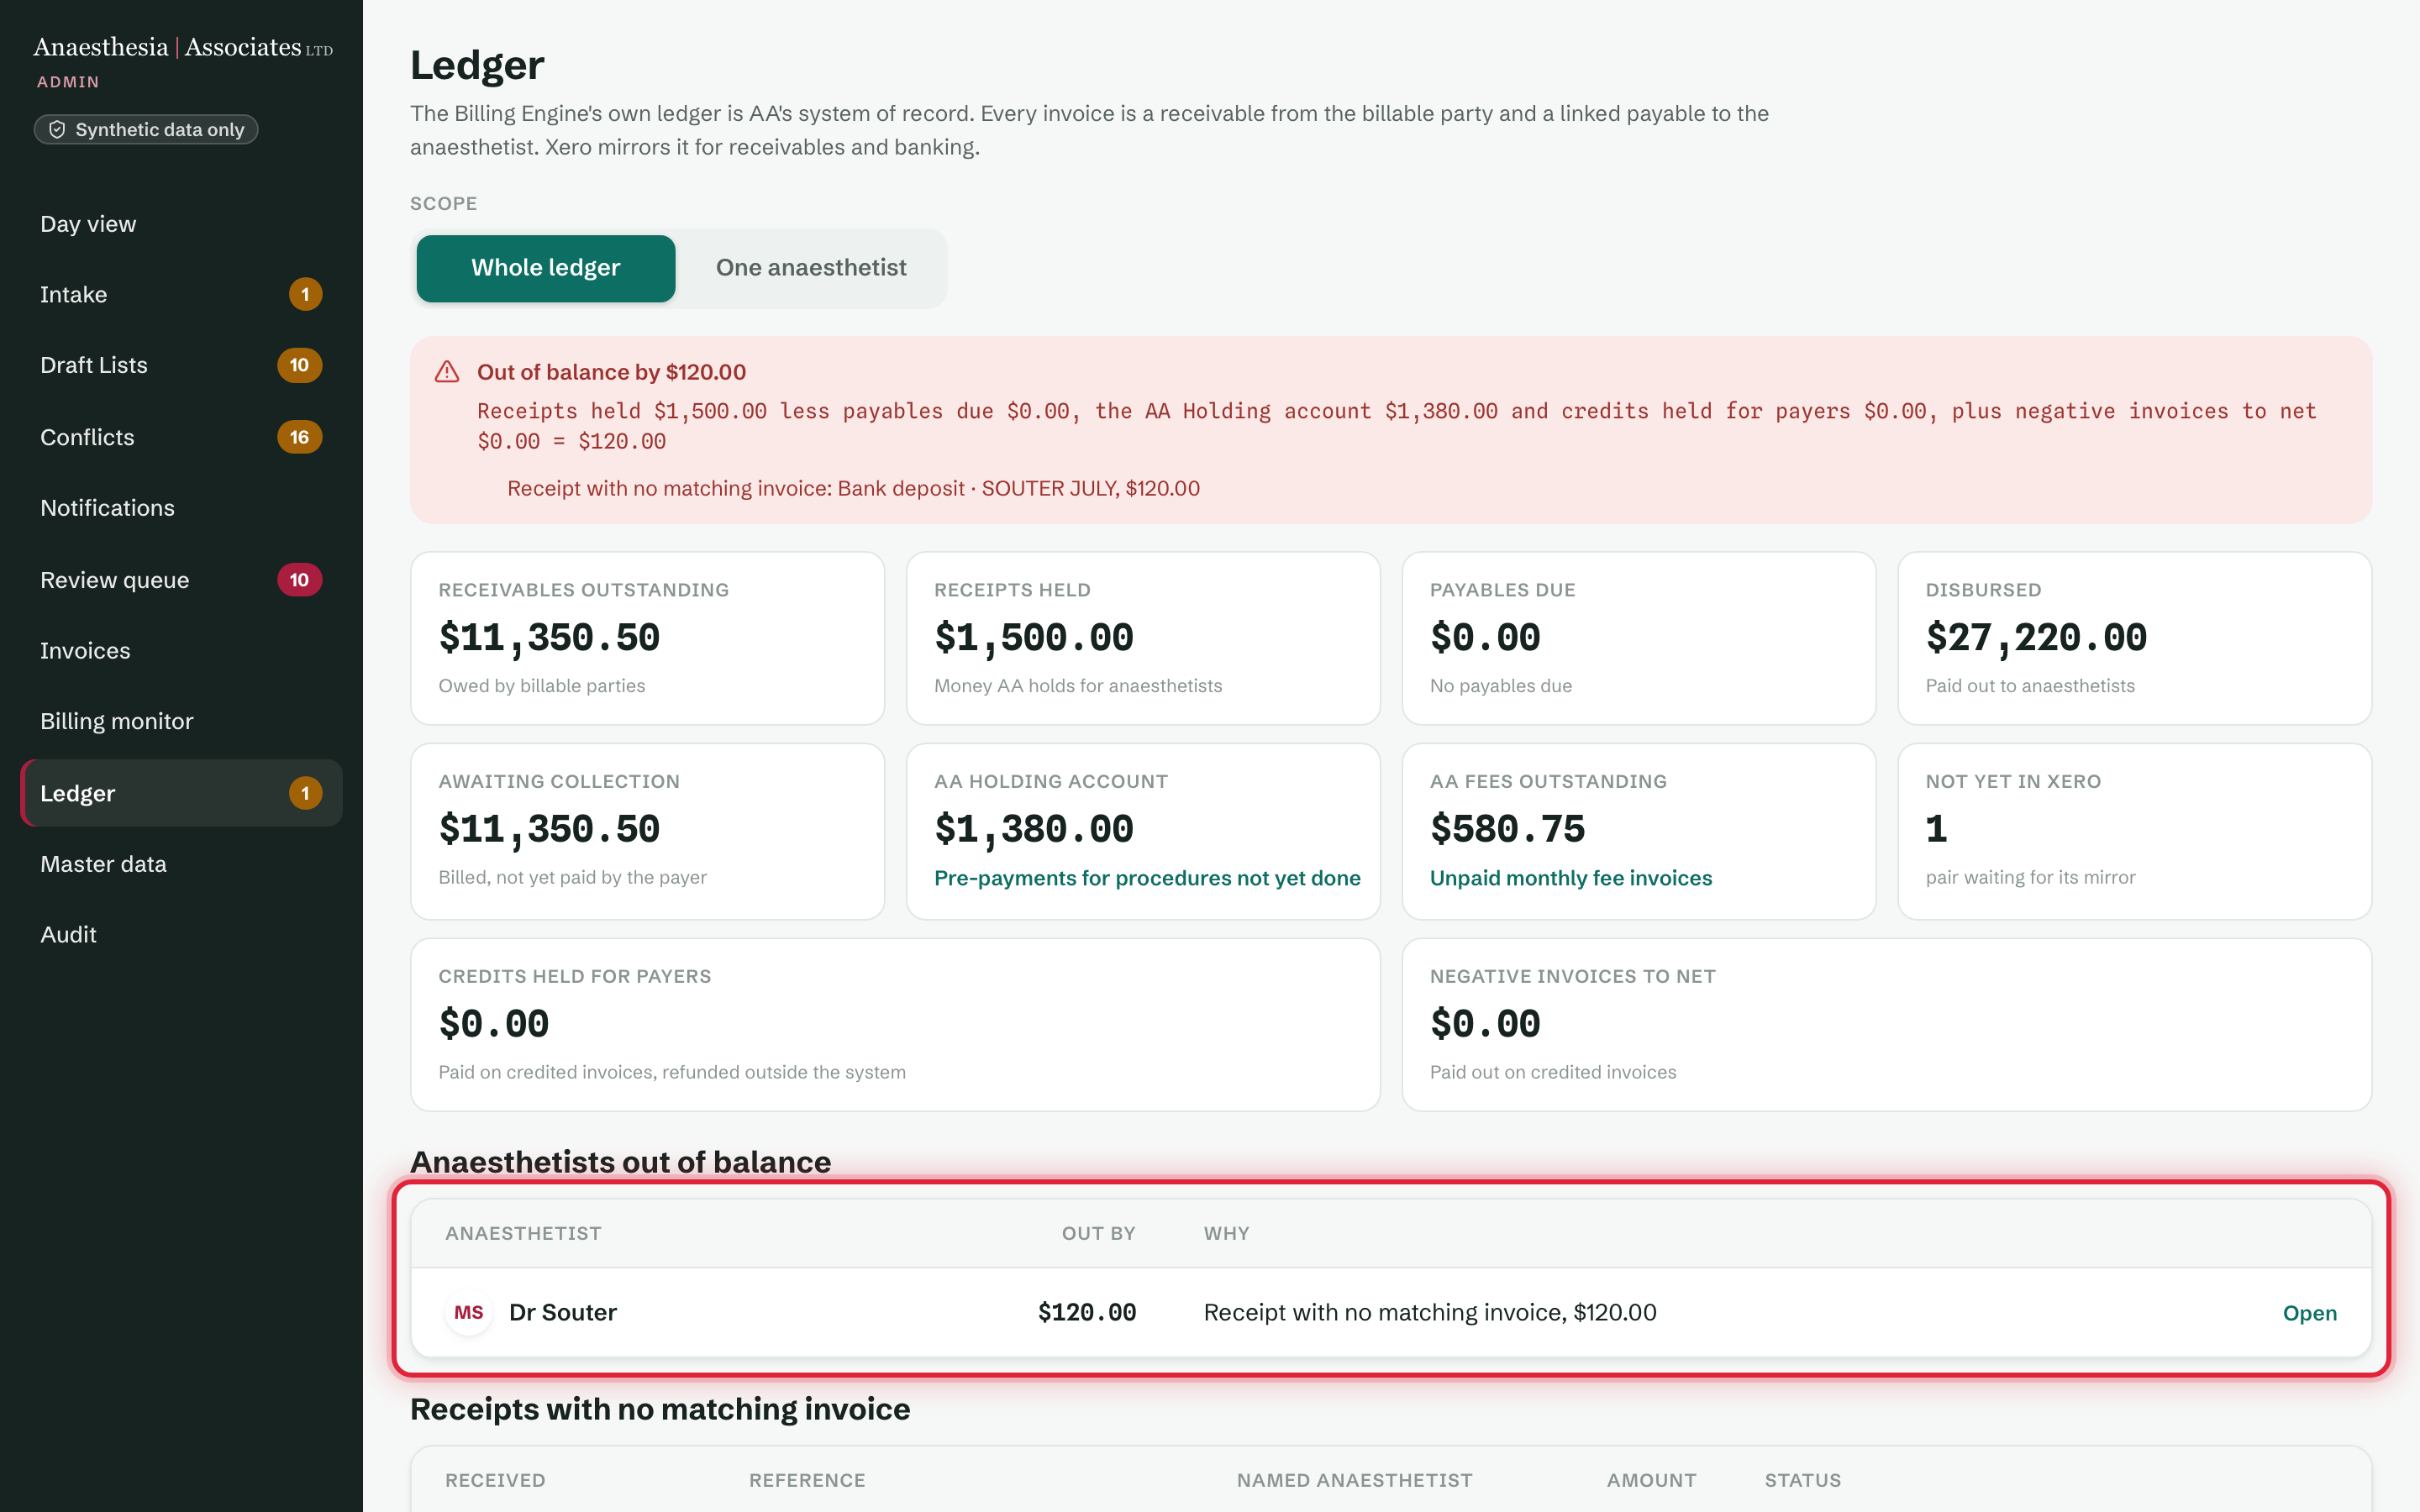 Anaesthesia | Associates LTD
ADMIN
Synthetic data only
Day view
Intake 1
Draft Lists 10
Conflicts 16
Notifications
Review queue 10
Invoices
Billing monitor
Ledger 1
Master data
Audit
Ledger
The Billing Engine's own ledger is AA's system of record. Every invoice is a receivable from the billable party and a linked payable to the
anaesthetist. Xero mirrors it for receivables and banking.
SCOPE
Whole ledger One anaesthetist
Out of balance by $120.00
Receipts held $1,500.00 less payables due $0.00, the AA Holding account $1,380.00 and credits held for payers $0.00, plus negative invoices to net
$0.00 = $120.00
Receipt with no matching invoice: Bank deposit · SOUTER JULY, $120.00
RECEIVABLES OUTSTANDING
$11,350.50
Owed by billable parties
RECEIPTS HELD
$1,500.00
Money AA holds for anaesthetists
PAYABLES DUE
$0.00
No payables due
DISBURSED
$27,220.00
Paid out to anaesthetists
AWAITING COLLECTION
$11,350.50
Billed, not yet paid by the payer
AA HOLDING ACCOUNT
$1,380.00
Pre-payments for procedures not yet done
AA FEES OUTSTANDING
$580.75
Unpaid monthly fee invoices
NOT YET IN XERO
1
pair waiting for its mirror
CREDITS HELD FOR PAYERS
$0.00
Paid on credited invoices, refunded outside the system
NEGATIVE INVOICES TO NET
$0.00
Paid out on credited invoices
Anaesthetists out of balance
ANAESTHETIST OUT BY WHY
MS Dr Souter $120.00 Receipt with no matching invoice, $120.00 Open
Receipts with no matching invoice
RECEIVED REFERENCE NAMED ANAESTHETIST AMOUNT STATUS